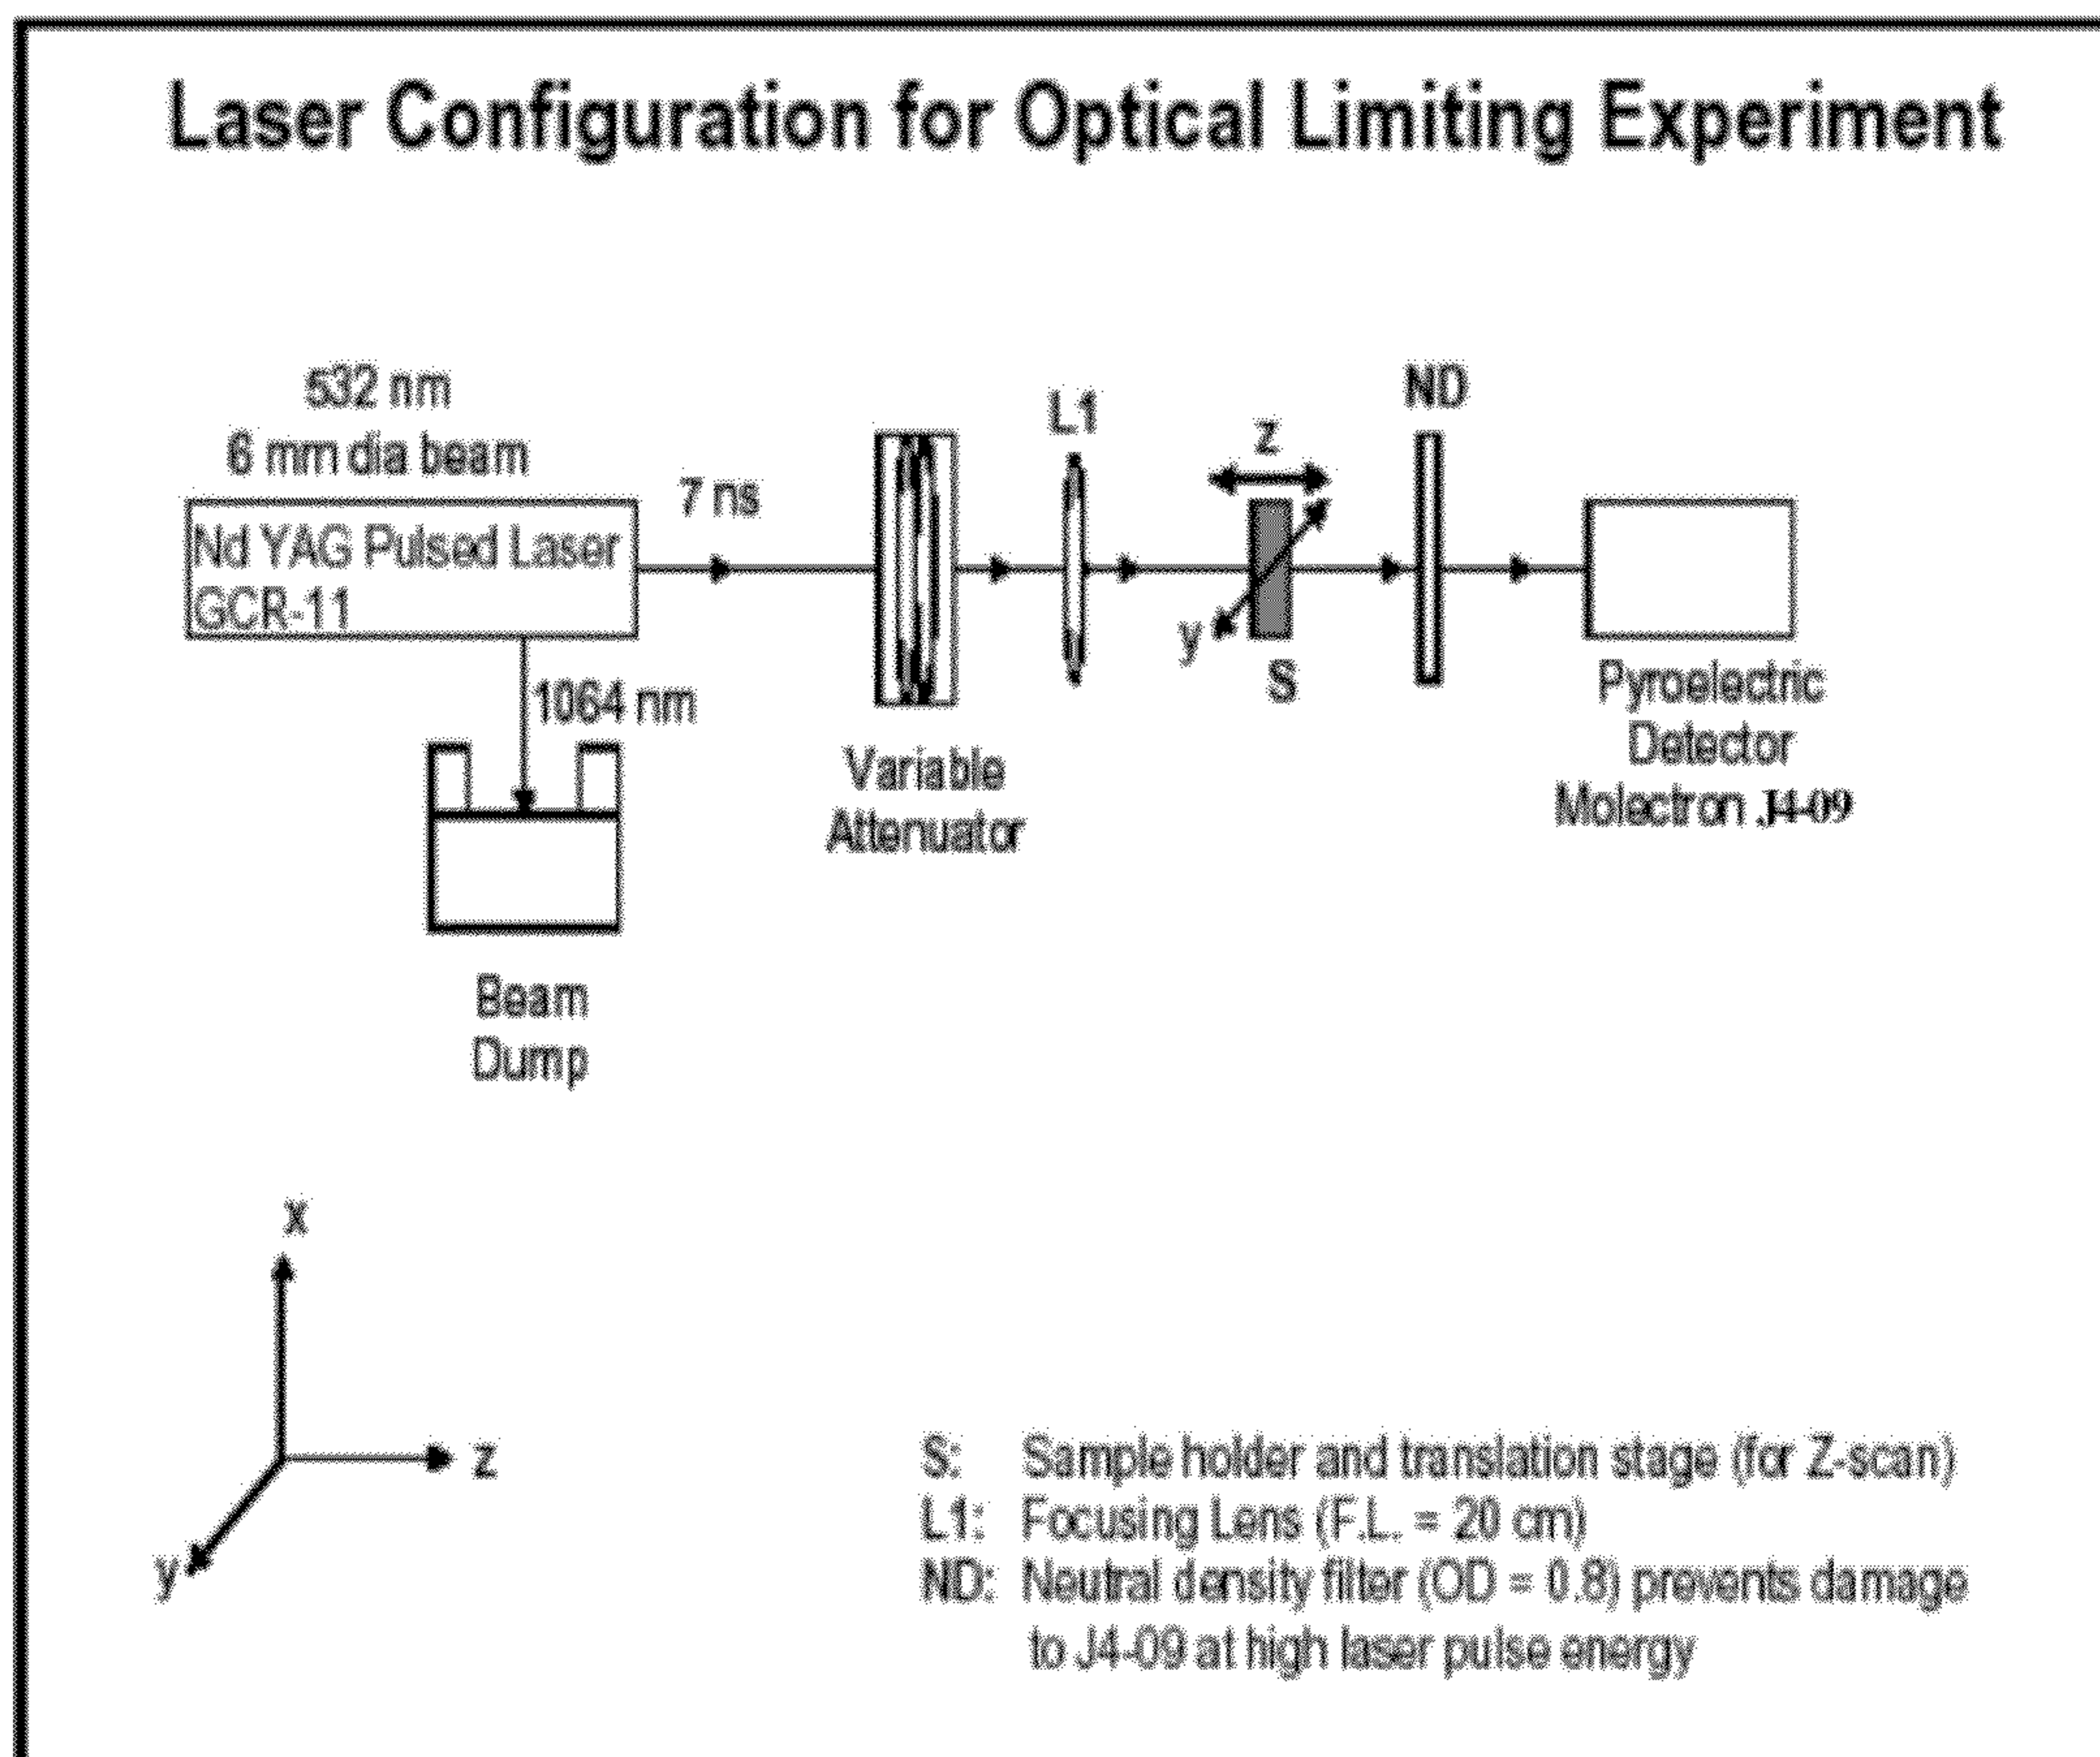 Laser Configuration for Optical Limiting Experiment
532 nm
6 mm dia beam
Nd YAG Pulsed Laser
GCR-11
7 ns
1064 nm
Beam
Dump
Variable
Attenuator
L1
z
y
S
ND
Pyroelectric
Detector
Molectron J4-09
x
z
y
S: Sample holder and translation stage (for Z-scan)
L1: Focusing Lens (F.L. = 20 cm)
ND: Neutral density filter (OD = 0.8) prevents damage
to J4-09 at high laser pulse energy